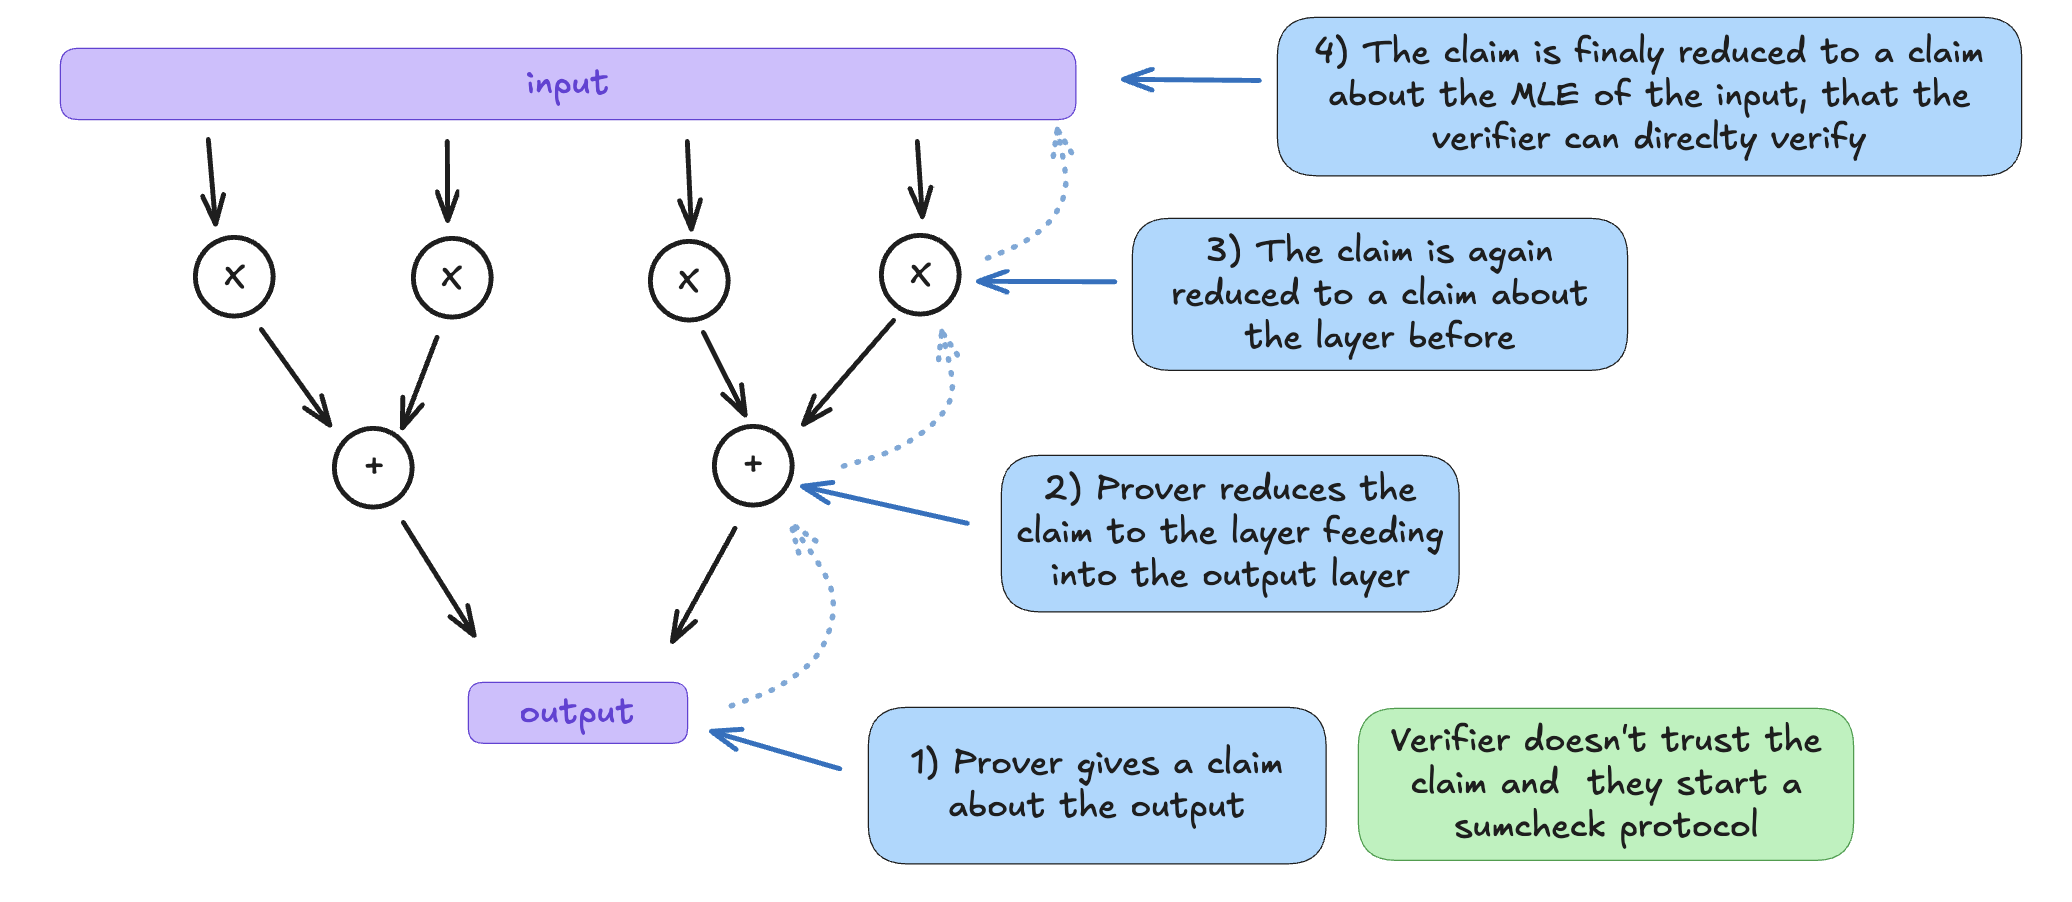 input
4) The claim is finaly reduced to a claim
about the MLE of the input, that the
verifier can direclty verify
x
x
x
x
3) The claim is again
reduced to a claim about
the layer before
+
+
2) Prover reduces the
claim to the layer feeding
into the output layer
output
1) Prover gives a claim
about the output
Verifier doesn't trust the
claim and they start a
sumcheck protocol